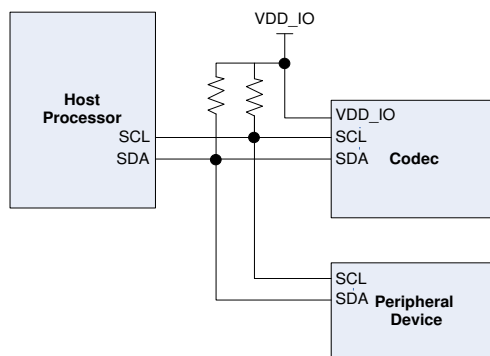 VDD_IO
Host
Processor
SCL
SDA
VDD_IO
SCL
SDA
Codec
SCL
SDA
Peripheral
Device